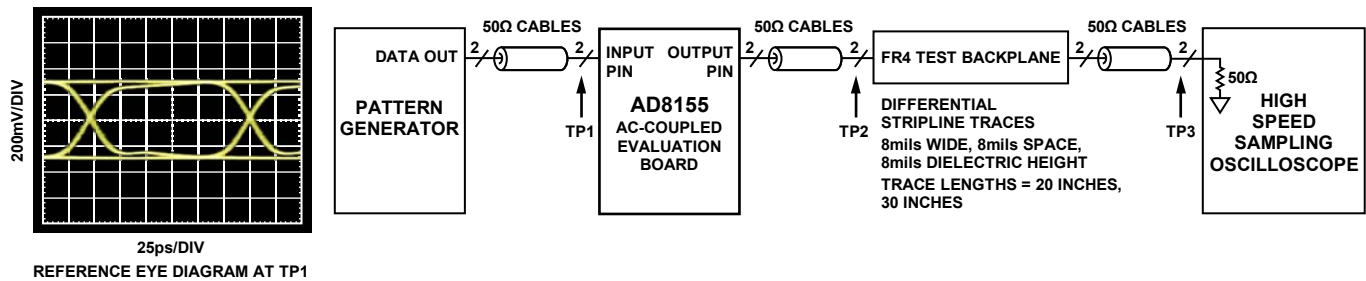 200mV/DIV
25ps/DIV
REFERENCE EYE DIAGRAM AT TP1
DATA OUT
PATTERN
GENERATOR
50Ω CABLES
2
2
TP1
INPUT
PIN
OUTPUT
PIN
AD8155
AC-COUPLED
EVALUATION
BOARD
50Ω CABLES
2
2
TP2
FR4 TEST BACKPLANE
DIFFERENTIAL
STRIPLINE TRACES
8mils WIDE, 8mils SPACE,
8mils DIELECTRIC HEIGHT
TRACE LENGTHS = 20 INCHES,
30 INCHES
50Ω CABLES
2
2
TP3
50Ω
HIGH
SPEED
SAMPLING
OSCILLOSCOPE